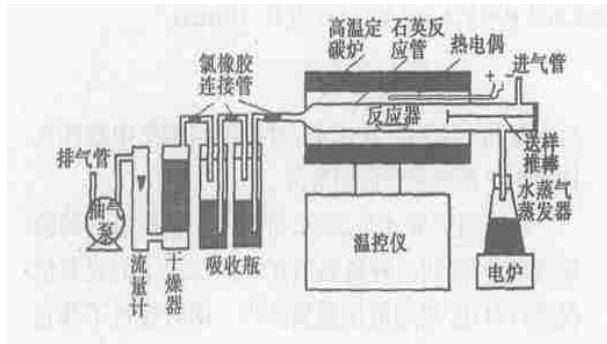 高温定
碳炉
石英反
应管
热电偶
进气管
氯橡胶
连接管
+ -
反应器
送样
推棒
排气管
抽气
泵
水蒸气
蒸发器
流量计
干燥器
吸收瓶
温控仪
电炉